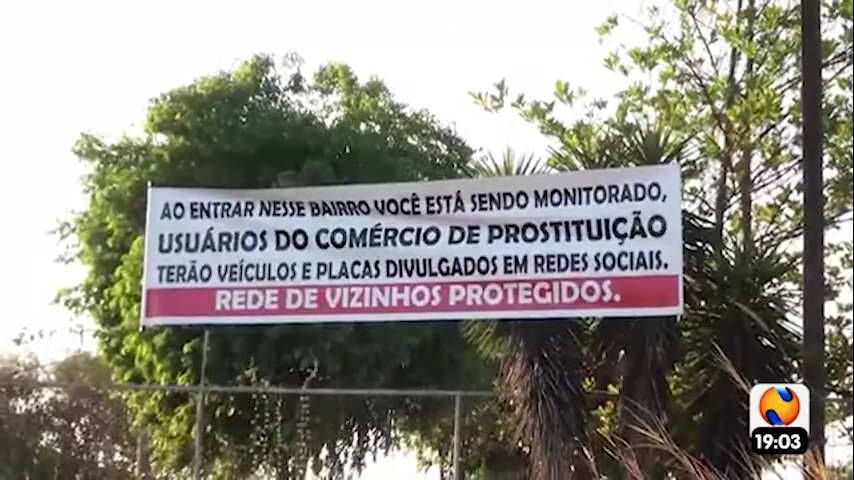 AO ENTRAR NESSE BAIRRO VOCÊ ESTÁ SENDO MONITORADO,
USUÁRIOS DO COMÉRCIO DE PROSTITUIÇÃO
TERÃO VEÍCULOS E PLACAS DIVULGADOS EM REDES SOCIAIS.
REDE DE VIZINHOS PROTEGIDOS.
19:03